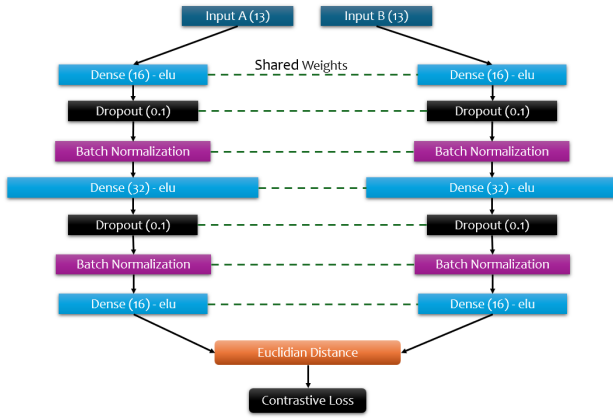 Input A (13) Input B (13)
Shared Weights
Dense (16) - elu Dense (16) - elu
Dropout (0.1) Dropout (0.1)
Batch Normalization Batch Normalization
Dense (32) - elu Dense (32) - elu
Dropout (0.1) Dropout (0.1)
Batch Normalization Batch Normalization
Dense (16) - elu Dense (16) - elu
Euclidian Distance
Contrastive Loss